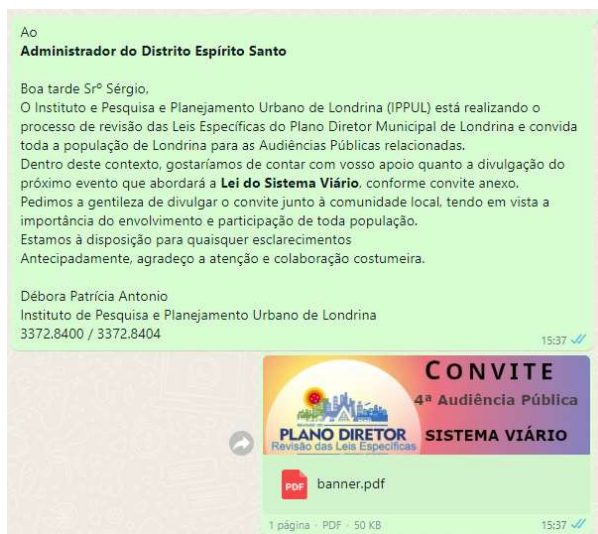 Ao
Administrador do Distrito Espírito Santo
Boa tarde Srº Sérgio,
O Instituto e Pesquisa e Planejamento Urbano de Londrina (IPPUL) está realizando o
processo de revisão das Leis Específicas do Plano Diretor Municipal de Londrina e convida
toda a população de Londrina para as Audiências Públicas relacionadas.
Dentro deste contexto, gostaríamos de contar com vosso apoio quanto a divulgação do
próximo evento que abordará a Lei do Sistema Viário, conforme convite anexo.
Pedimos a gentileza de divulgar o convite junto à comunidade local, tendo em vista a
importância do envolvimento e participação de toda população.
Estamos à disposição para quaisquer esclarecimentos
Antecipadamente, agradeço a atenção e colaboração costumeira.
Débora Patrícia Antonio
Instituto de Pesquisa e Planejamento Urbano de Londrina
3372.8400 / 3372.8404
15:37
CONVITE
4ª Audiência Pública
PLANO DIRETOR
Revisão das Leis Específicas
SISTEMA VIÁRIO
PDF
banner.pdf
1 página · PDF · 50 KB
15:37